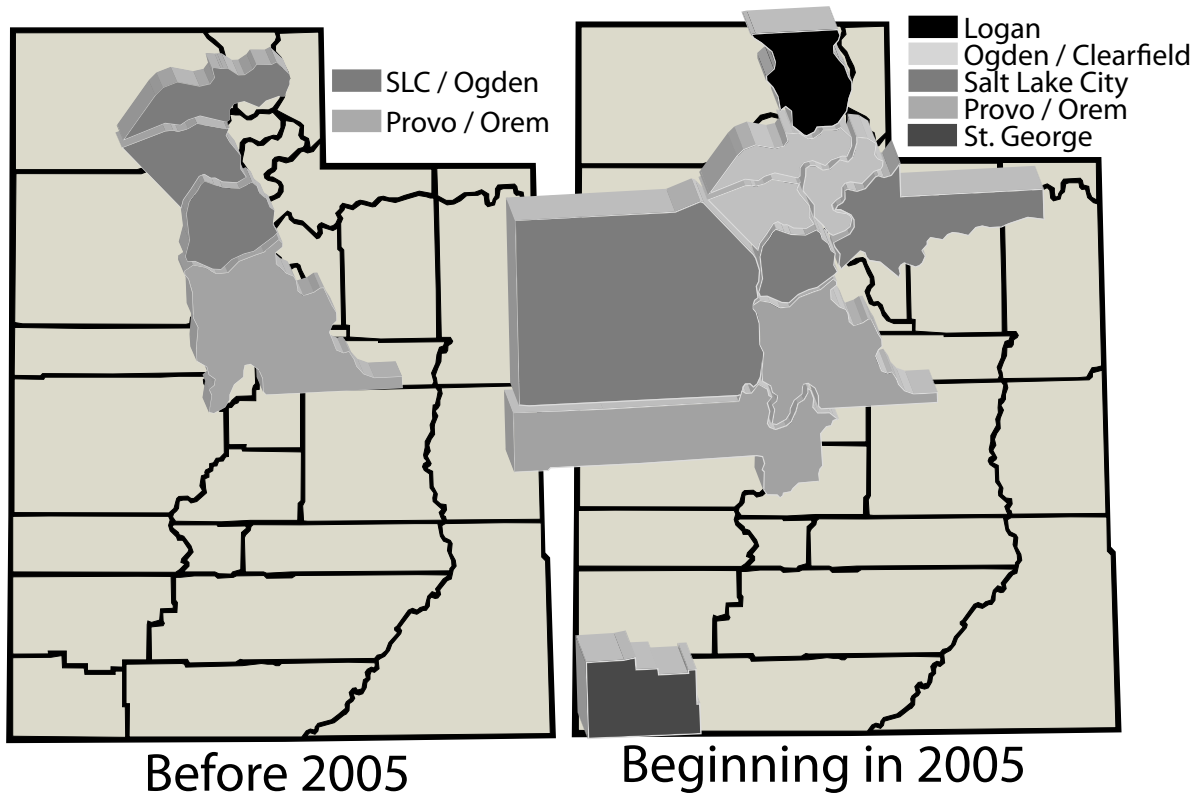 SLC / Ogden
Provo / Orem
Logan
Ogden / Clearfield
Salt Lake City
Provo / Orem
St. George
Before 2005
Beginning in 2005